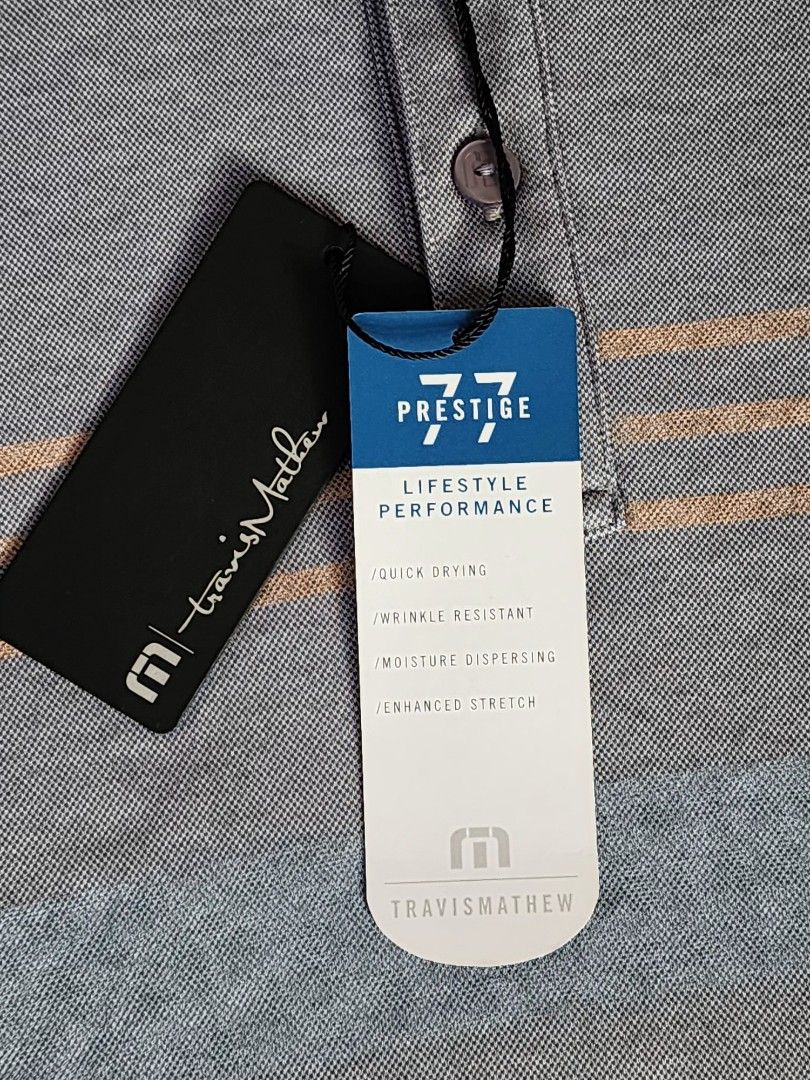 travisMathew
77
PRESTIGE
LIFESTYLE
PERFORMANCE
/QUICK DRYING
/WRINKLE RESISTANT
/MOISTURE DISPERSING
/ENHANCED STRETCH
TRAVISMATHEW